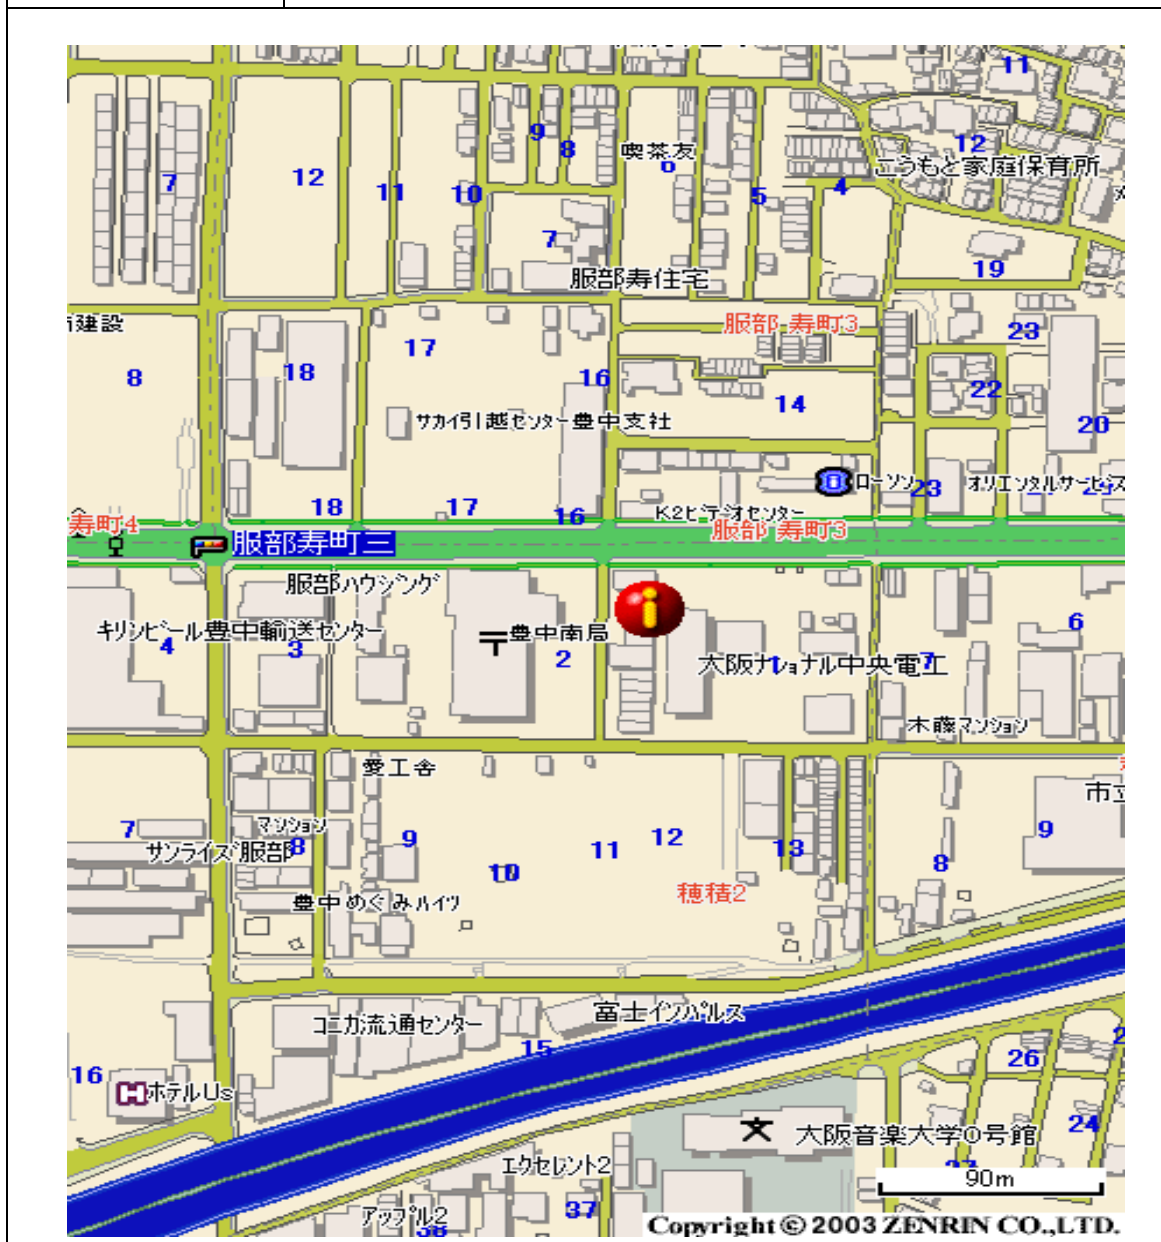 11
9
8
12
喫茶友
6
こうもと家庭保育所
7
12
11
10
5
4
7
19
服部寿住宅
建設
服部 寿町3
23
17
8
18
16
22
14
サカイ引越センター豊中支社
20
ローソン
23
オリエンタルサービス
18
17
16
K2ビデオセンター
寿町4
服部 寿町3
服部寿町三
服部ハウジング
キリンビール豊中輸送センター
4
3
豊中南局
2
6
大阪ナショナル中央電工
1
7
木藤マンション
愛工舎
市立
7
マンション
サンライズ服部
8
9
11
12
13
9
8
10
穂積2
豊中めぐみハイツ
富士インパルス
コニカ流通センター
15
26
16
ホテルUs
24
大阪音楽大学O号館
エクセレント2
90m
37
アップル2
38
Copyright © 2003 ZENRIN CO.,LTD.